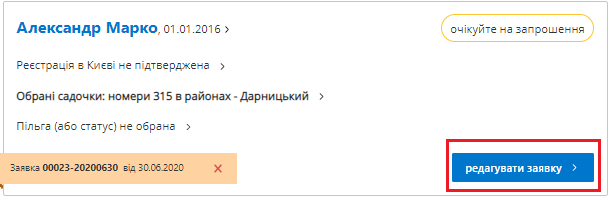 Александр Марко, 01.01.2016 >
очікуйте на запрошення
Реєстрація в Києві не підтверджена >
Обрані садочки: номери 315 в районах - Дарницький >
Пільга (або статус) не обрана >
Заявка 00023-20200630 від 30.06.2020 ×
редагувати заявку >